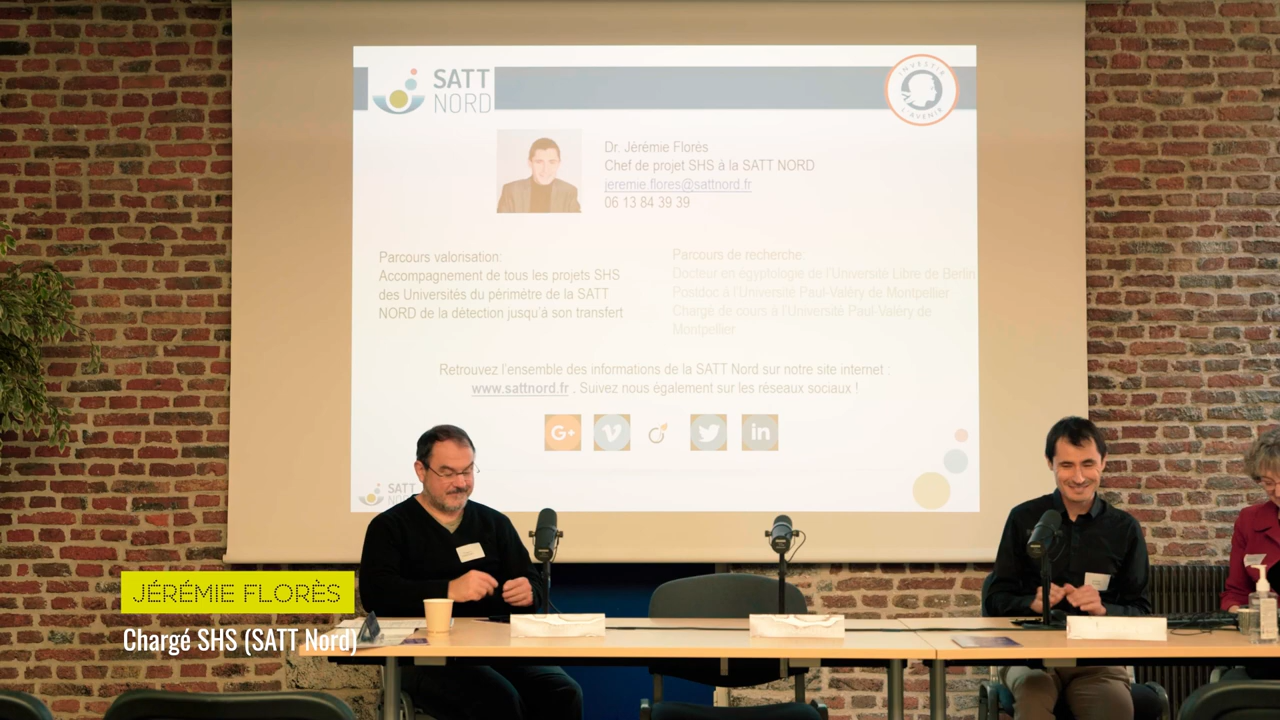 SATT
NORD
INVESTIR
L'AVENIR
Dr. Jérémie Florés
Chef de projet SHS à la SATT NORD
jeremie.flores@sattnord.fr
06 13 84 39 39
Parcours valorisation:
Accompagnement de tous les projets SHS
des Universités du périmètre de la SATT
NORD de la détection jusqu'à son transfert
Parcours de recherche:
Docteur en égyptologie de l'Université Libre de Berlin
Postdoc à l'Université Paul-Valéry de Montpellier
Chargé de cours à l'Université Paul-Valéry de
Montpellier
Retrouvez l'ensemble des informations de la SATT Nord sur notre site internet :
www.sattnord.fr . Suivez nous également sur les réseaux sociaux !
G+
in
SATT
JÉRÉMIE FLORÈS
Chargé SHS (SATT Nord)